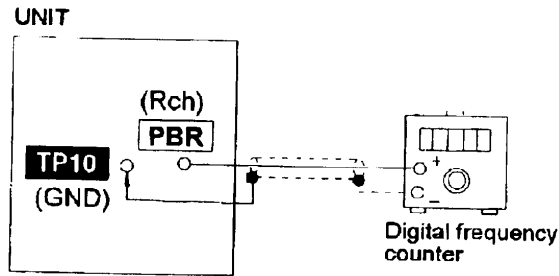 UNIT
(Rch)
PBR
TP10
(GND)
+
−
Digital frequency
counter